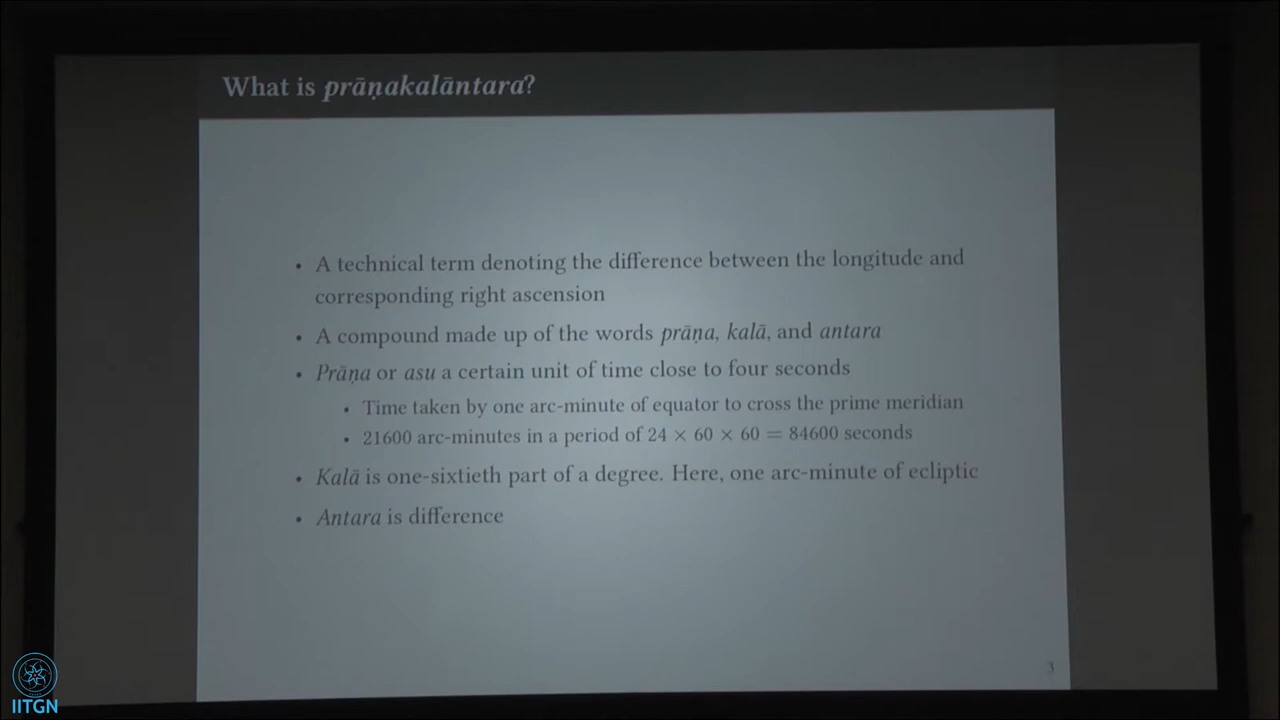 What is prāṇakalāntara?
• A technical term denoting the difference between the longitude and
corresponding right ascension
• A compound made up of the words prāṇa, kalā, and antara
• Prāṇa or asu a certain unit of time close to four seconds
• Time taken by one arc-minute of equator to cross the prime meridian
• 21600 arc-minutes in a period of 24 × 60 × 60 = 84600 seconds
• Kalā is one-sixtieth part of a degree. Here, one arc-minute of ecliptic
• Antara is difference
3
IITGN